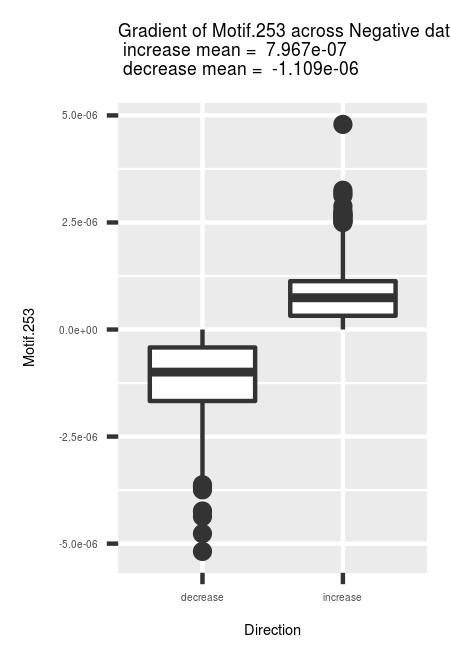 Gradient of Motif.253 across Negative dat
increase mean =  7.967e-07
decrease mean =  -1.109e-06
5.0e-06
2.5e-06
0.0e+00
-2.5e-06
-5.0e-06
Motif.253
decrease increase
Direction